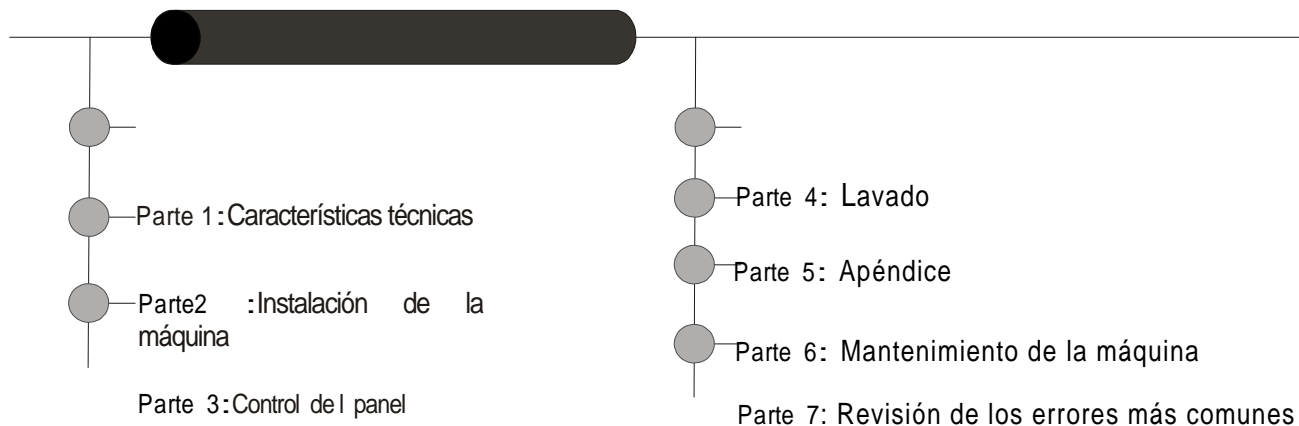 Parte 1:Características técnicas
Parte2 :Instalación de la
máquina
Parte 3:Control del panel
Parte 4: Lavado
Parte 5: Apéndice
Parte 6: Mantenimiento de la máquina
Parte 7: Revisión de los errores más comunes